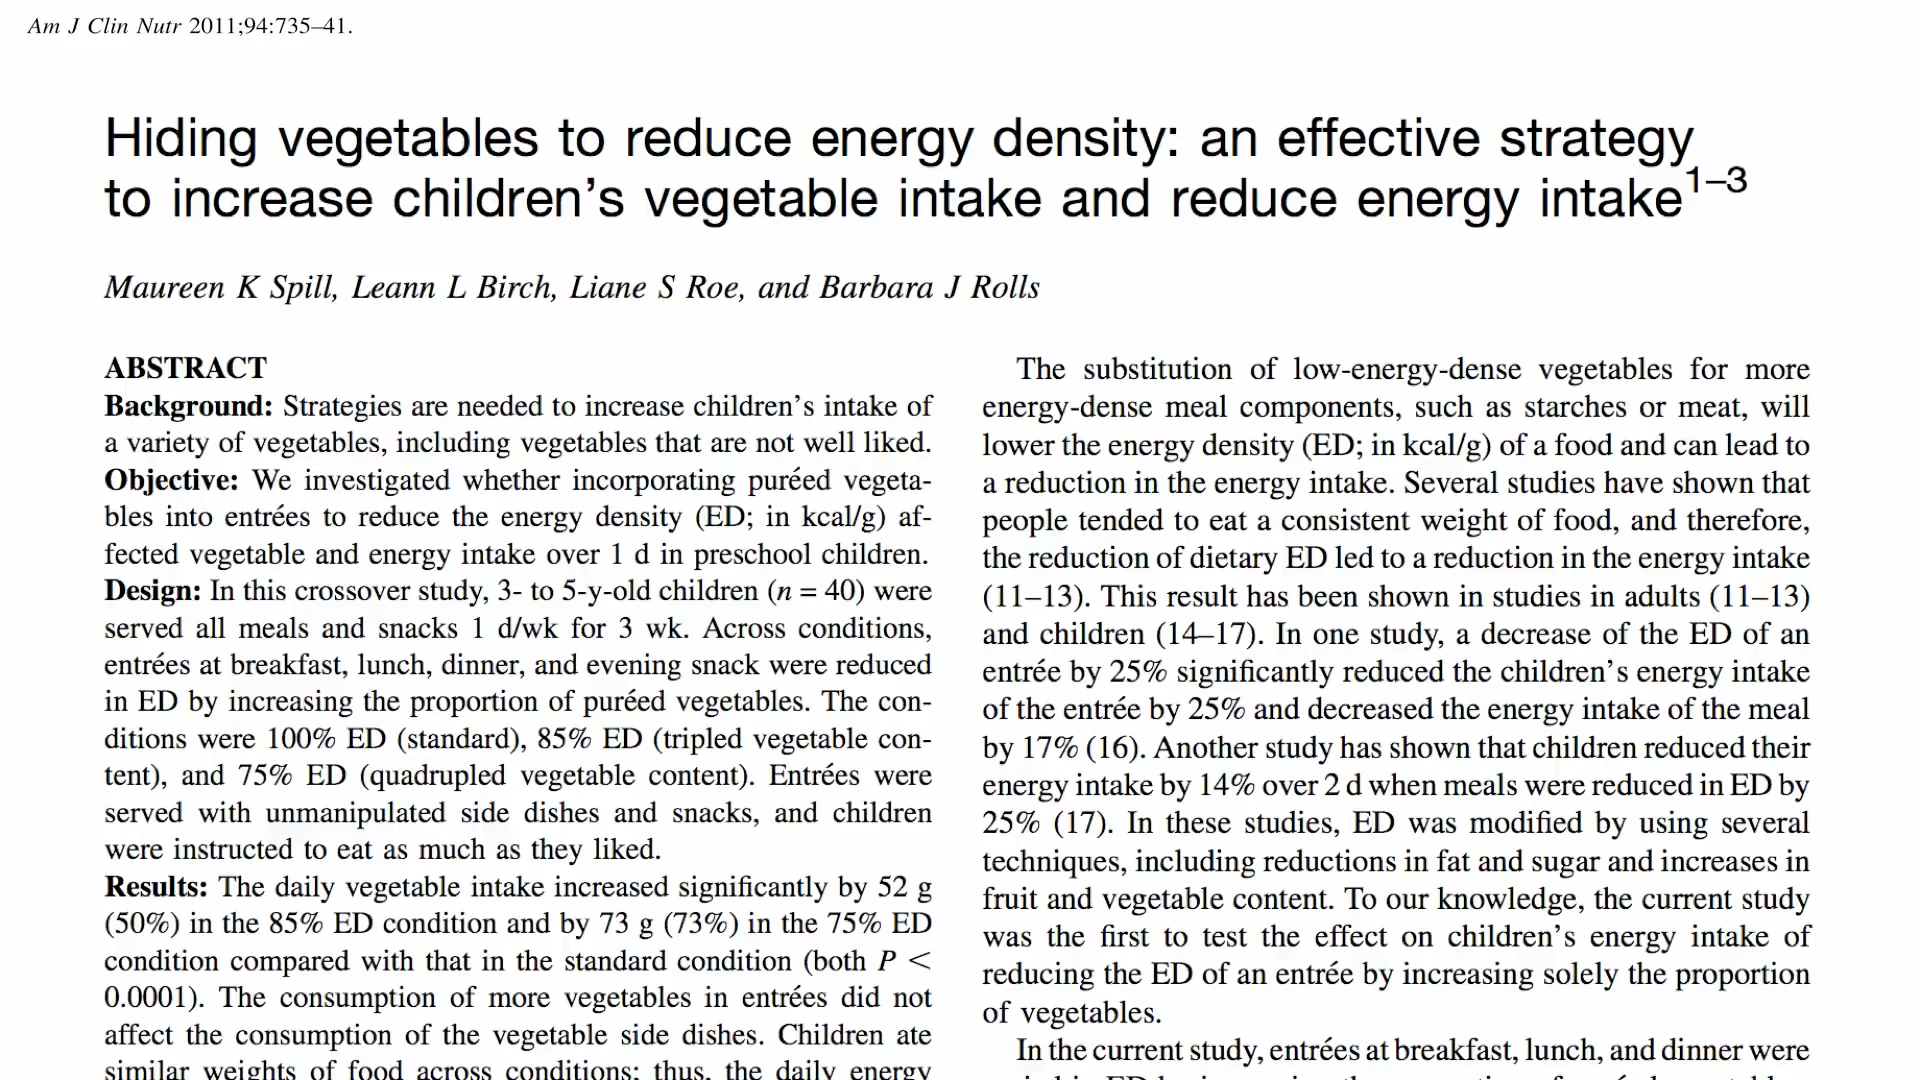 Am J Clin Nutr 2011;94:735–41.
Hiding vegetables to reduce energy density: an effective strategy
to increase children's vegetable intake and reduce energy intake1–3
Maureen K Spill, Leann L Birch, Liane S Roe, and Barbara J Rolls
ABSTRACT
Background: Strategies are needed to increase children's intake of
a variety of vegetables, including vegetables that are not well liked.
Objective: We investigated whether incorporating puréed vegeta-
bles into entrées to reduce the energy density (ED; in kcal/g) af-
fected vegetable and energy intake over 1 d in preschool children.
Design: In this crossover study, 3- to 5-y-old children (n = 40) were
served all meals and snacks 1 d/wk for 3 wk. Across conditions,
entrées at breakfast, lunch, dinner, and evening snack were reduced
in ED by increasing the proportion of puréed vegetables. The con-
ditions were 100% ED (standard), 85% ED (tripled vegetable con-
tent), and 75% ED (quadrupled vegetable content). Entrées were
served with unmanipulated side dishes and snacks, and children
were instructed to eat as much as they liked.
Results: The daily vegetable intake increased significantly by 52 g
(50%) in the 85% ED condition and by 73 g (73%) in the 75% ED
condition compared with that in the standard condition (both P <
0.0001). The consumption of more vegetables in entrées did not
affect the consumption of the vegetable side dishes. Children ate
similar weights of food across conditions; thus, the daily energy
The substitution of low-energy-dense vegetables for more
energy-dense meal components, such as starches or meat, will
lower the energy density (ED; in kcal/g) of a food and can lead to
a reduction in the energy intake. Several studies have shown that
people tended to eat a consistent weight of food, and therefore,
the reduction of dietary ED led to a reduction in the energy intake
(11–13). This result has been shown in studies in adults (11–13)
and children (14–17). In one study, a decrease of the ED of an
entrée by 25% significantly reduced the children's energy intake
of the entrée by 25% and decreased the energy intake of the meal
by 17% (16). Another study has shown that children reduced their
energy intake by 14% over 2 d when meals were reduced in ED by
25% (17). In these studies, ED was modified by using several
techniques, including reductions in fat and sugar and increases in
fruit and vegetable content. To our knowledge, the current study
was the first to test the effect on children's energy intake of
reducing the ED of an entrée by increasing solely the proportion
of vegetables.
In the current study, entrées at breakfast, lunch, and dinner were